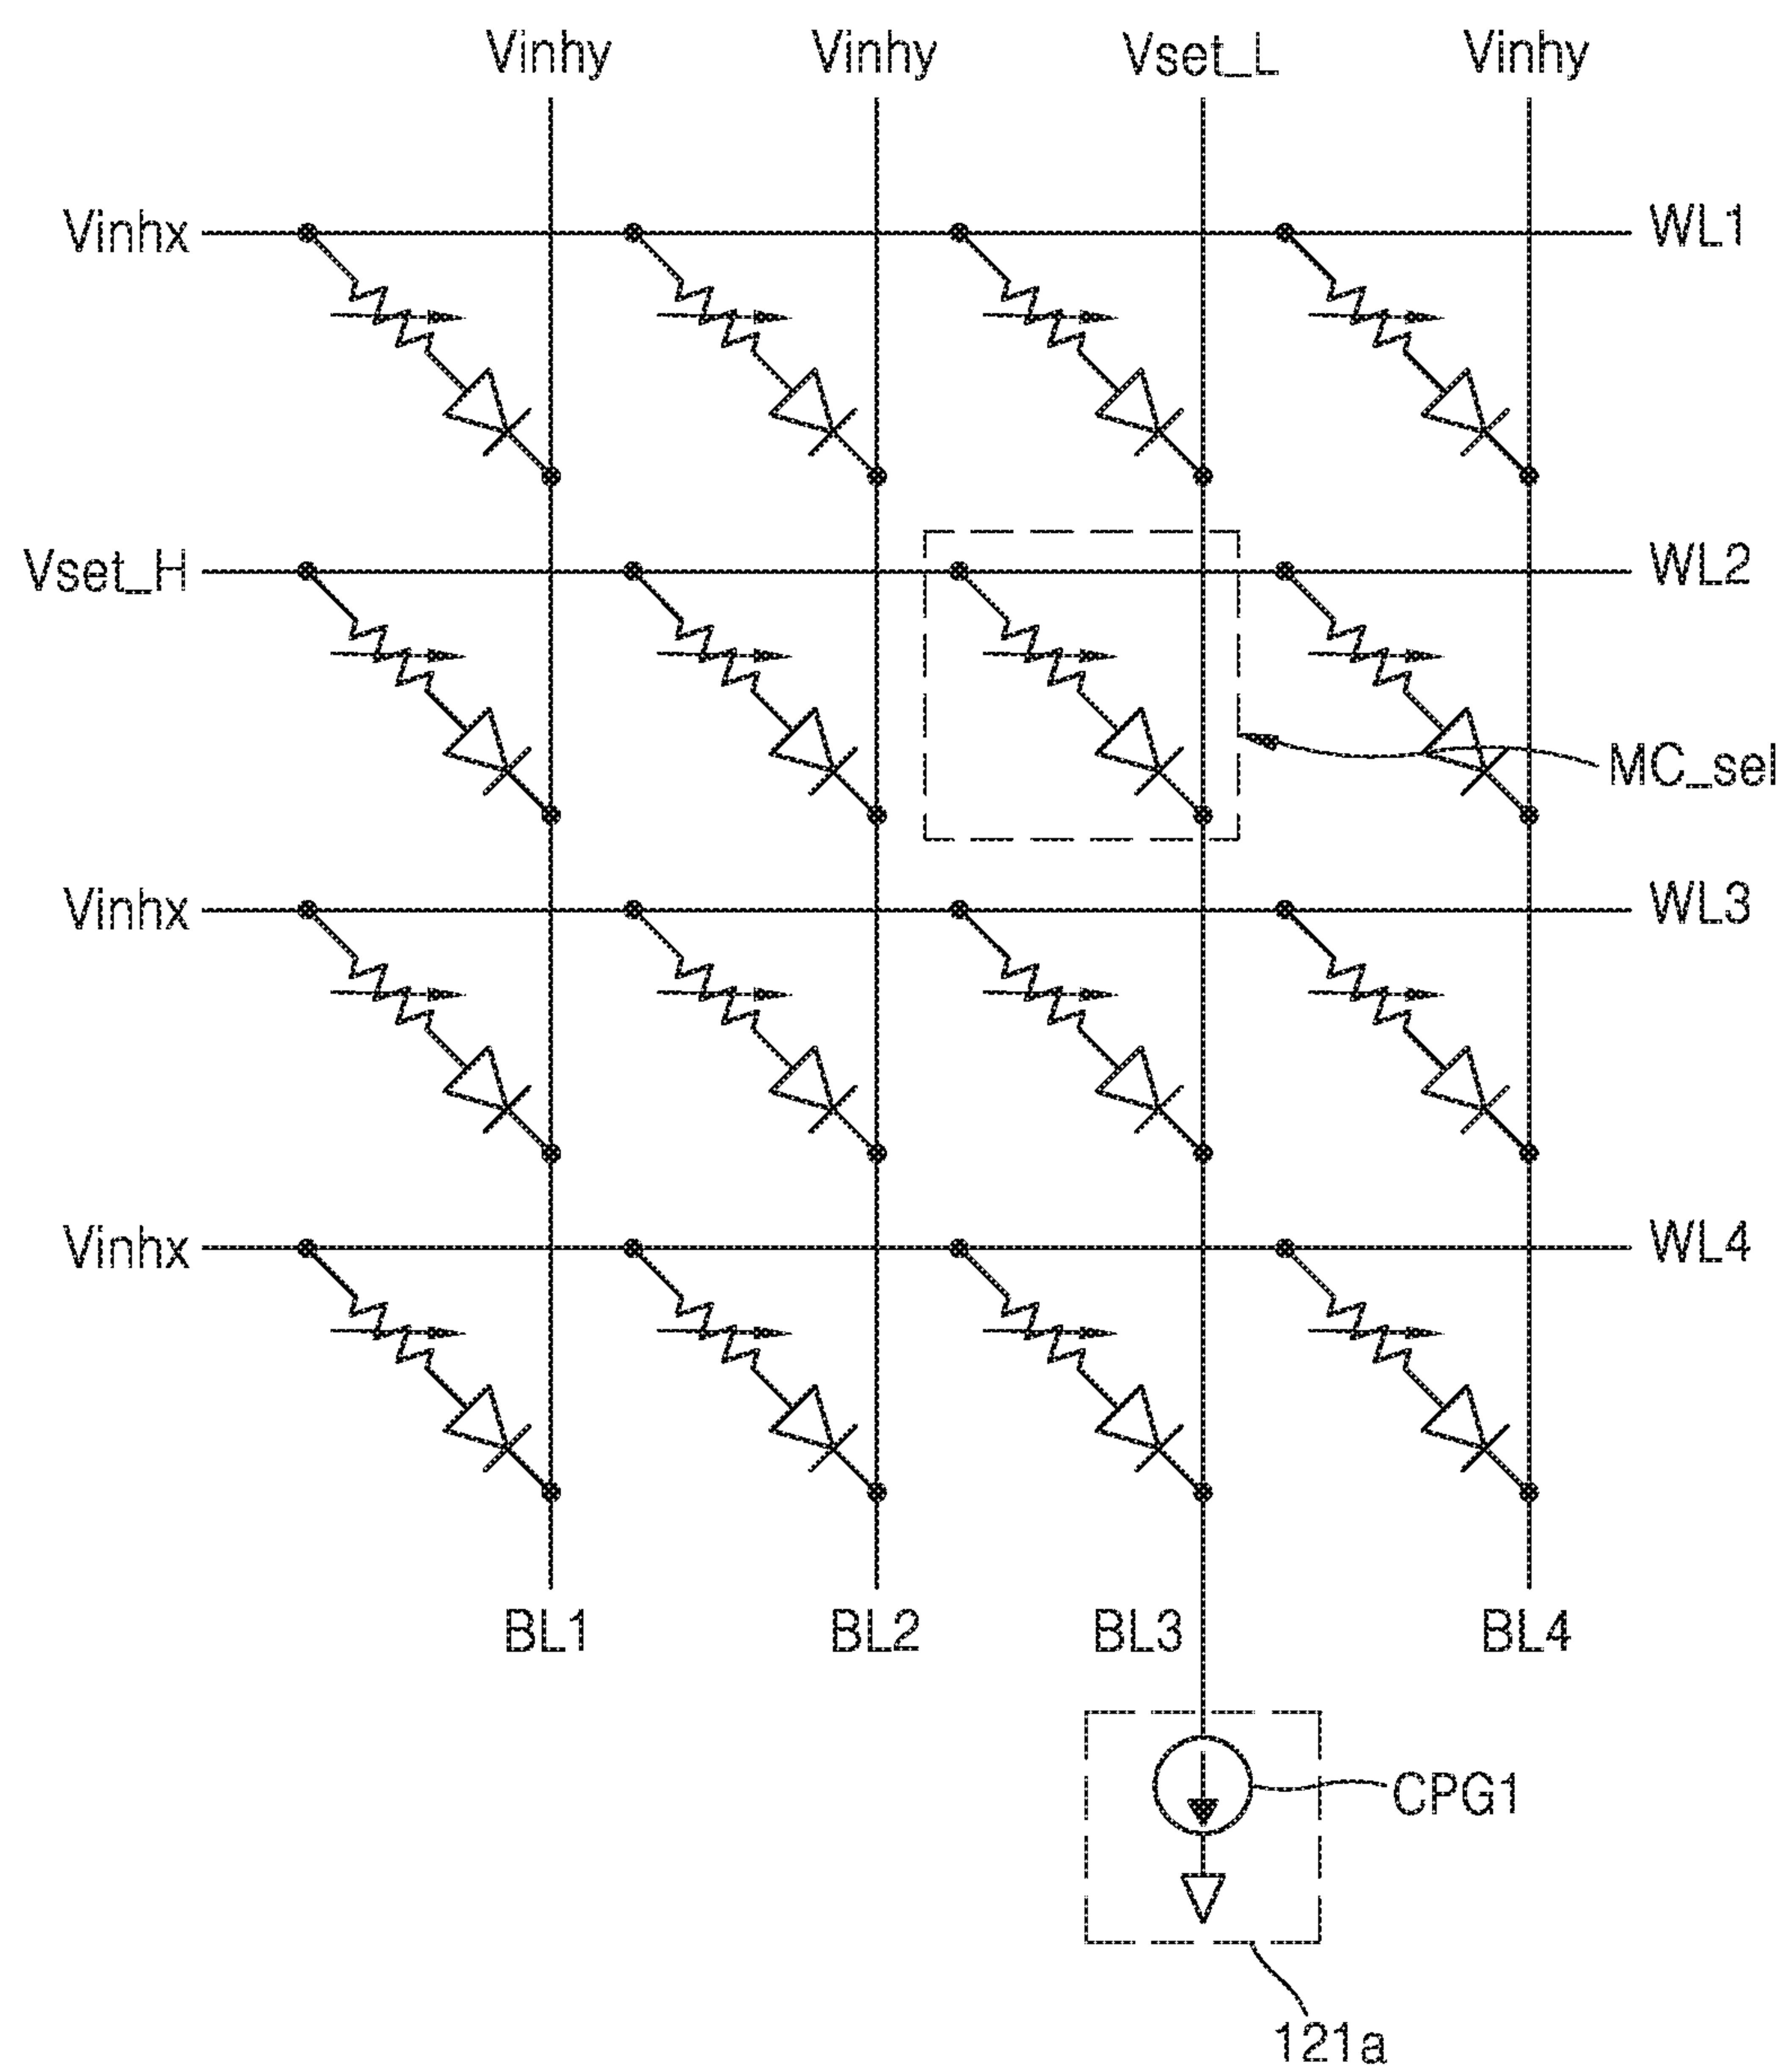 Vinhy Vinhy Vset_L Vinhy
Vinhx WL1
Vset_H WL2
MC_sel
Vinhx WL3
Vinhx WL4
BL1 BL2 BL3 BL4
CPG1
121a